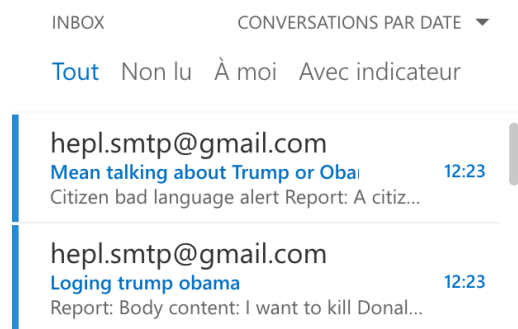 INBOX CONVERSATIONS PAR DATE
Tout Non lu À moi Avec indicateur
hepl.smtp@gmail.com
Mean talking about Trump or Oba 12:23
Citizen bad language alert Report: A citiz...
hepl.smtp@gmail.com
Loging trump obama 12:23
Report: Body content: I want to kill Donal...